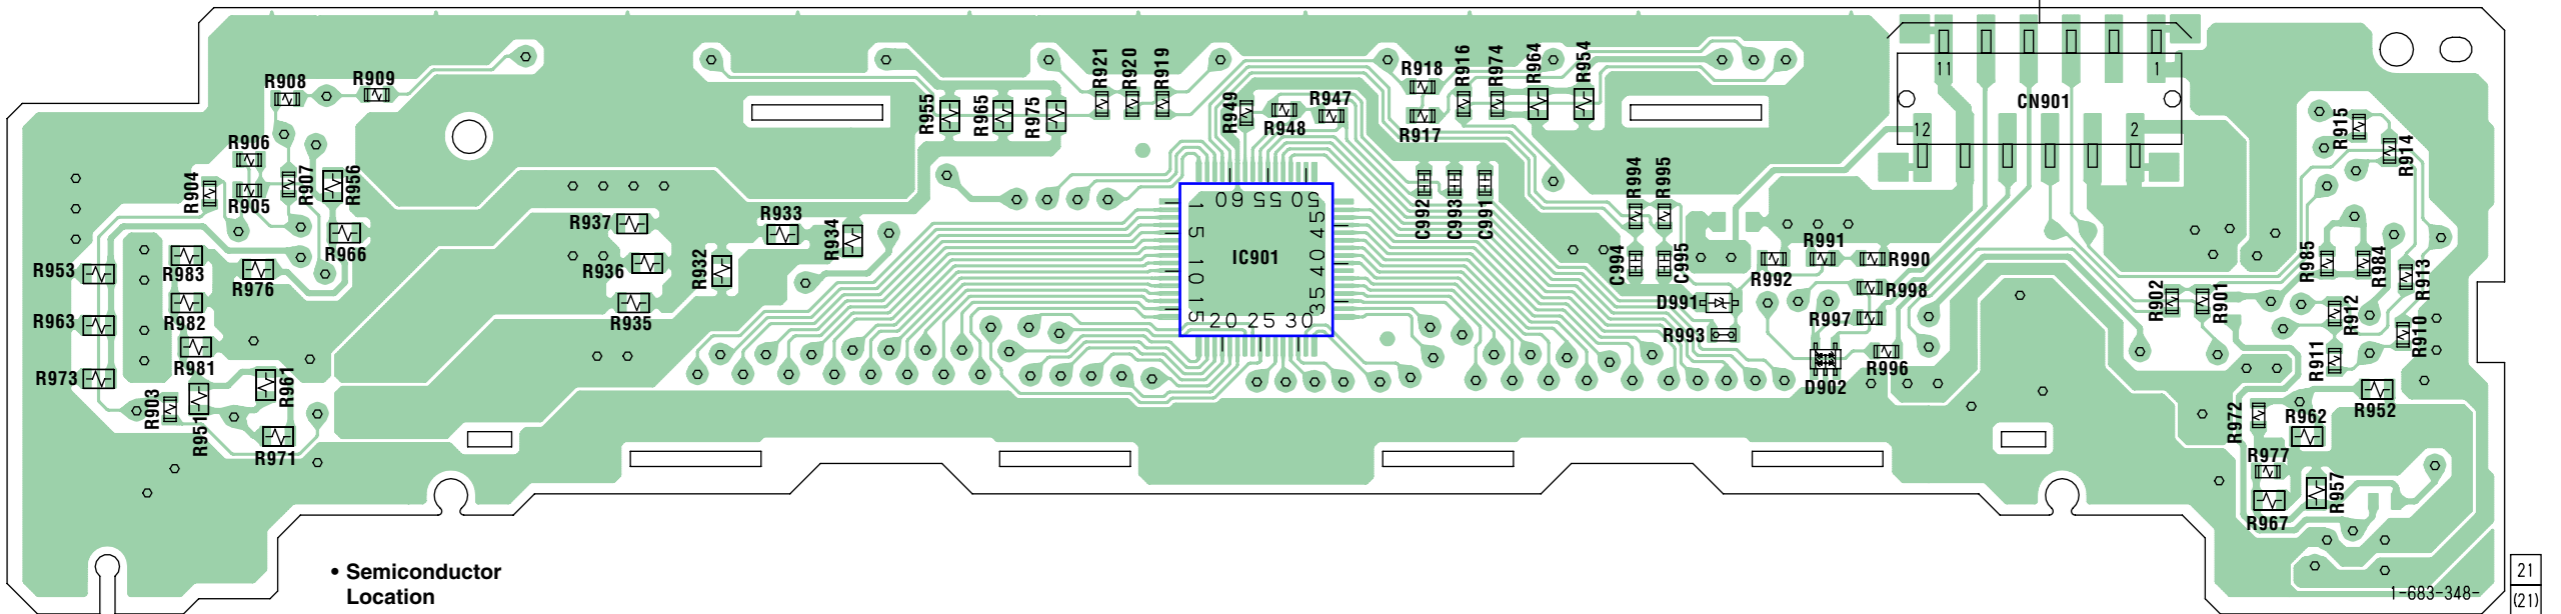 R908
R909
R906
R904
R905
R907
R956
R966
R953
R983
R976
R963
R982
R973
R981
R961
R903
R951
R971
R937
R933
R934
R936
R932
R935
R955
R965
R975
R921
R920
R919
R949
R948
R947
R918
R917
R916
R974
R964
R954
1
5
10
15
20 25 30
35
40
45
50
55
60
IC901
C992
C993
C991
R994
R995
C994
C995
R992
R991
R990
D991
R998
R993
R997
D902
R996
11
1
CN901
12
2
R915
R914
R985
R984
R913
R902
R901
R912
R910
R911
R952
R972
R962
R977
R957
R967
1-683-348-
21
(21)
• Semiconductor
Location